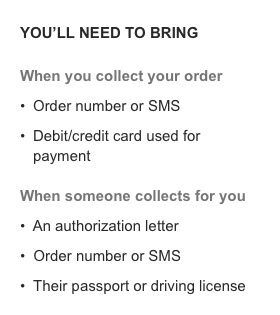 YOU’LL NEED TO BRING
When you collect your order
• Order number or SMS
• Debit/credit card used for
payment
When someone collects for you
• An authorization letter
• Order number or SMS
• Their passport or driving license